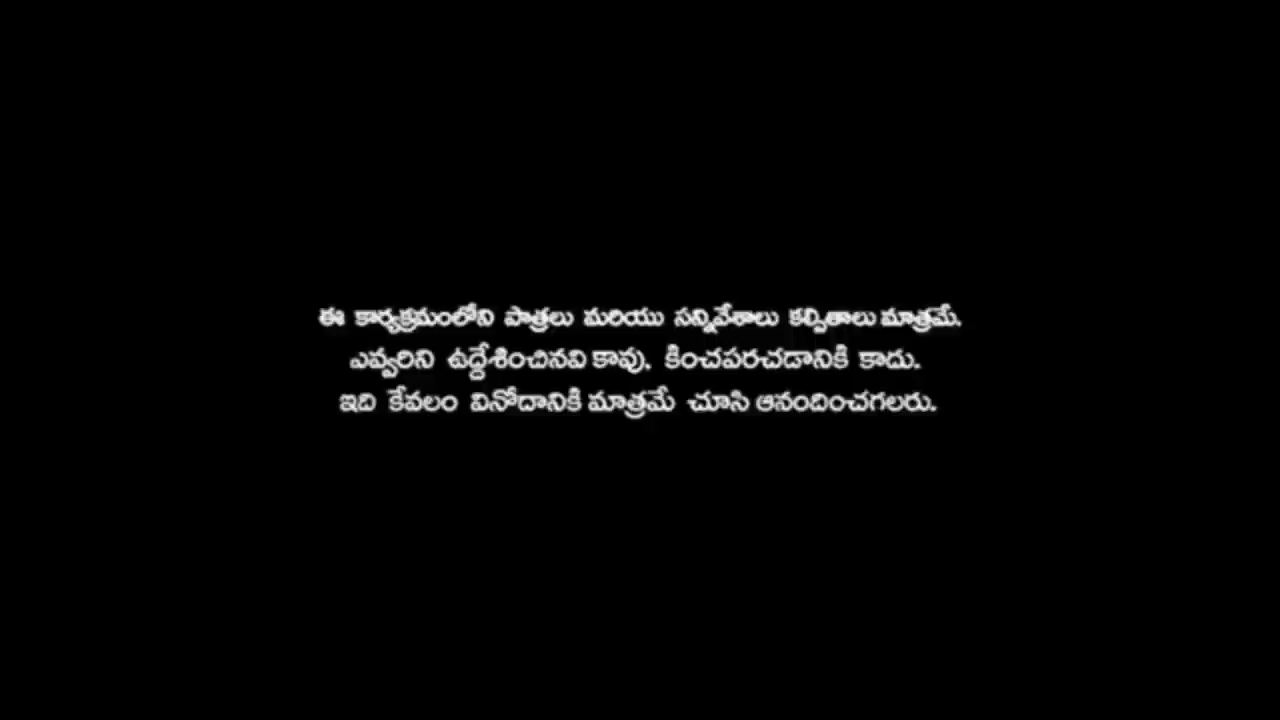 ఈ కార్యక్రమంలోని పాత్రలు మరియు సన్నివేశాలు కల్పితాలు మాత్రమే.
ఎవ్వరిని ఉద్దేశించినవి కావు. కించపరచడానికి కాదు.
ఇది కేవలం వినోదానికి మాత్రమే చూసి ఆనందించగలరు.